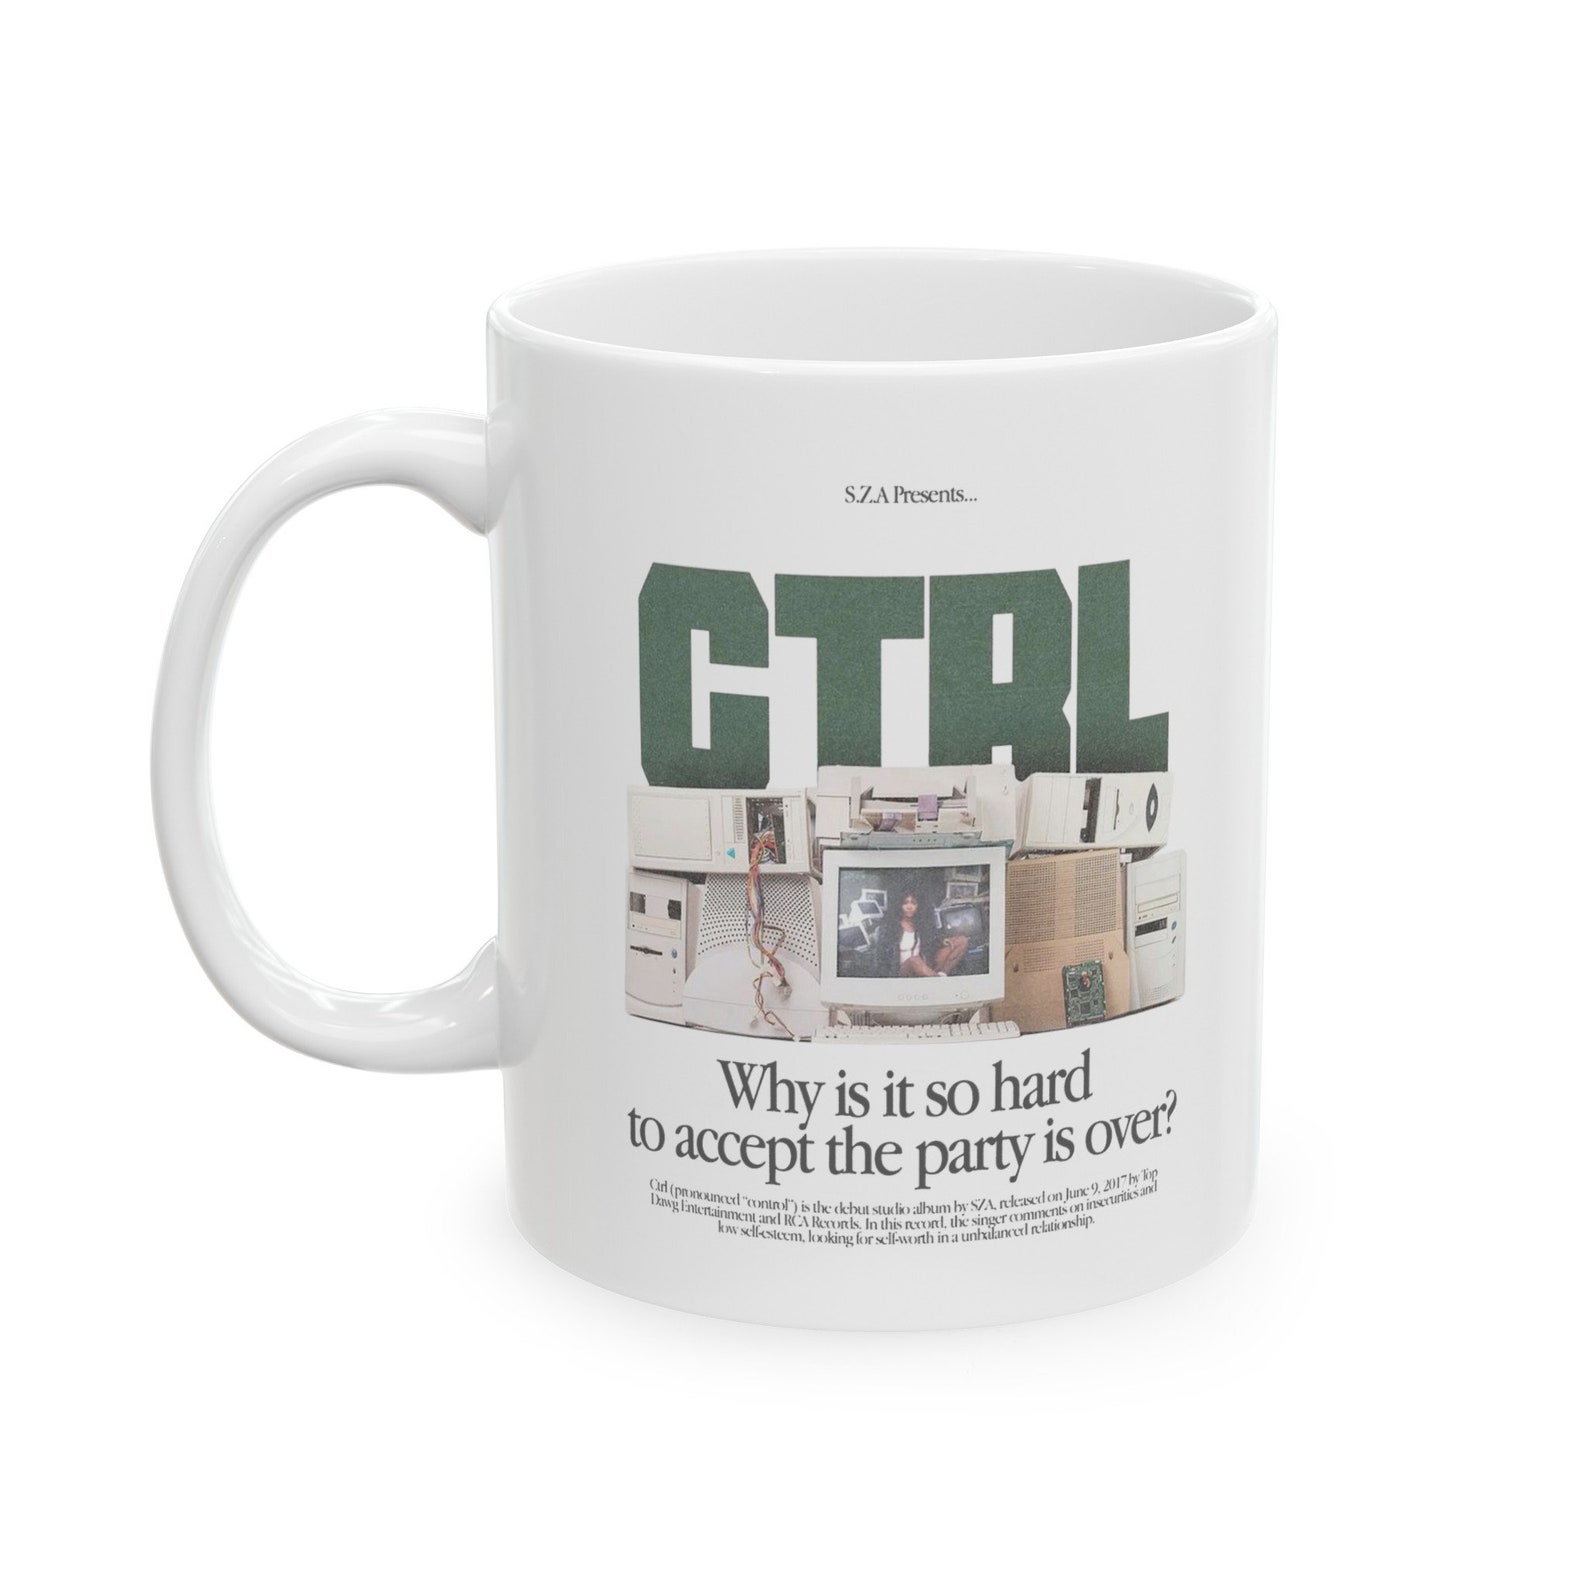 S.Z.A Presents...
CTRL
Why is it so hard
to accept the party is over?
Ctrl (pronounced "control") is the debut studio album by SZA, released on June 9, 2017 by Top
Dawg Entertainment and RCA Records. In this record, the singer comments on insecurities and
low self-esteem, looking for self-worth in a unbalanced relationship.